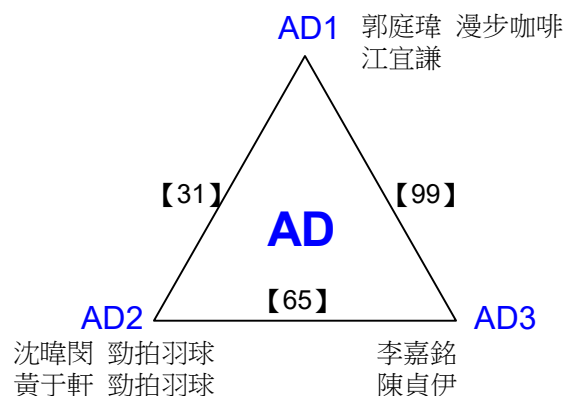 AD1 郭庭瑋 漫步咖啡
江宜謙
【31】 【99】
AD
【65】
AD2 AD3
沈暐閔 勁拍羽球 李嘉銘
黃于軒 勁拍羽球 陳貞伊